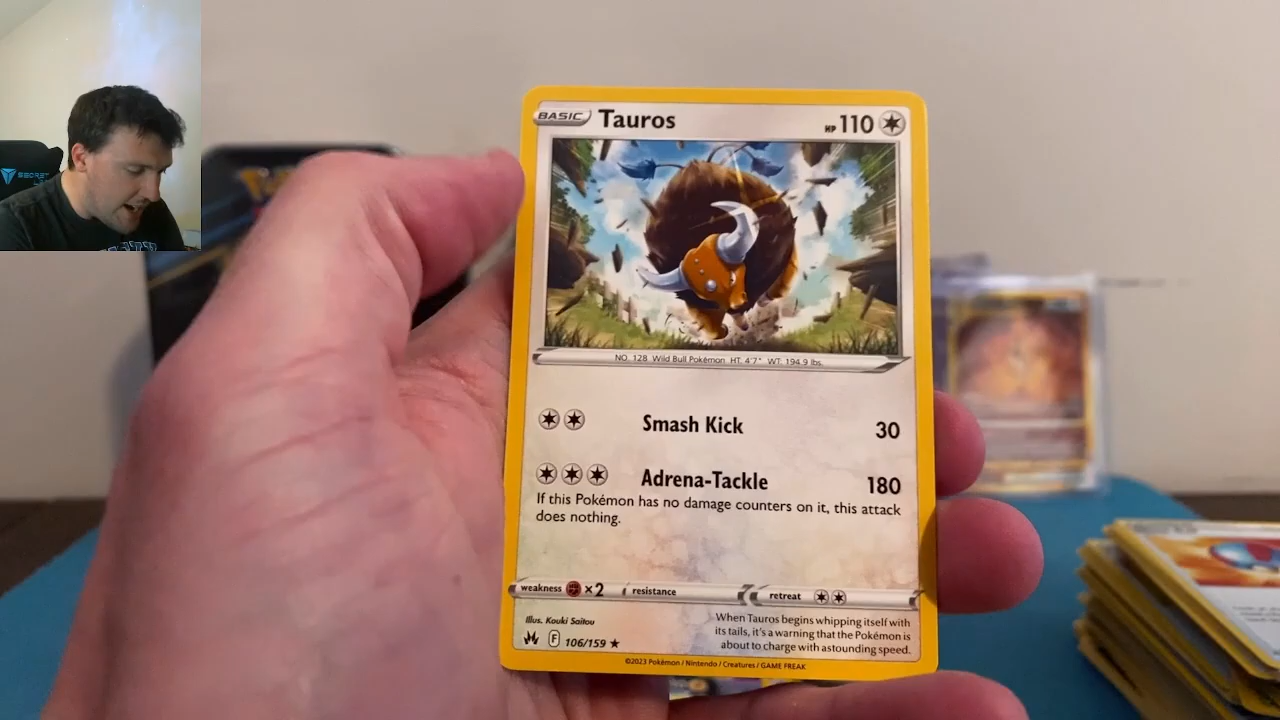 BASIC Tauros HP 110
NO. 128 Wild Bull Pokémon HT: 4'7" WT: 194.9 lbs.
Smash Kick 30
Adrena-Tackle 180
If this Pokémon has no damage counters on it, this attack
does nothing.
weakness ×2 resistance retreat
Illus. Kouki Saitou
F 106/159
When Tauros begins whipping itself with
its tails, it's a warning that the Pokémon is
about to charge with astounding speed.
©2023 Pokémon / Nintendo / Creatures / GAME FREAK